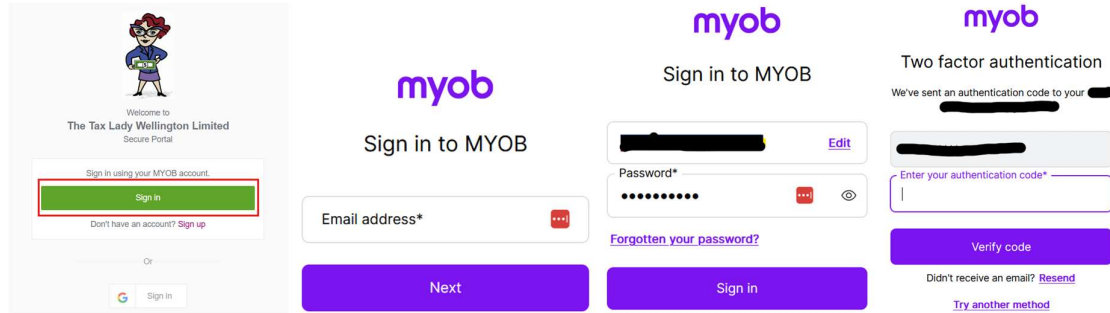 Welcome to
The Tax Lady Wellington Limited
Secure Portal
Sign in using your MYOB account.
Sign in
Don't have an account? Sign up
Or
Sign in
myob
Sign in to MYOB
Email address*
Next
myob
Sign in to MYOB
Edit
Password*
Forgotten your password?
Sign in
myob
Two factor authentication
We've sent an authentication code to your
Enter your authentication code*
Verify code
Didn't receive an email? Resend
Try another method